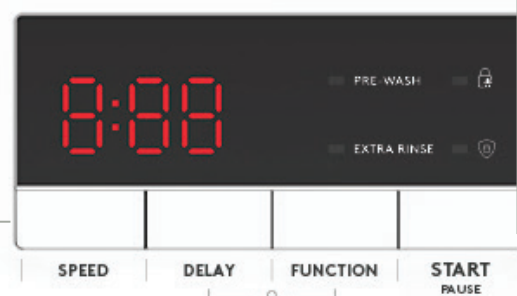 8:88
PRE-WASH
EXTRA RINSE
SPEED
DELAY
FUNCTION
START
PAUSE